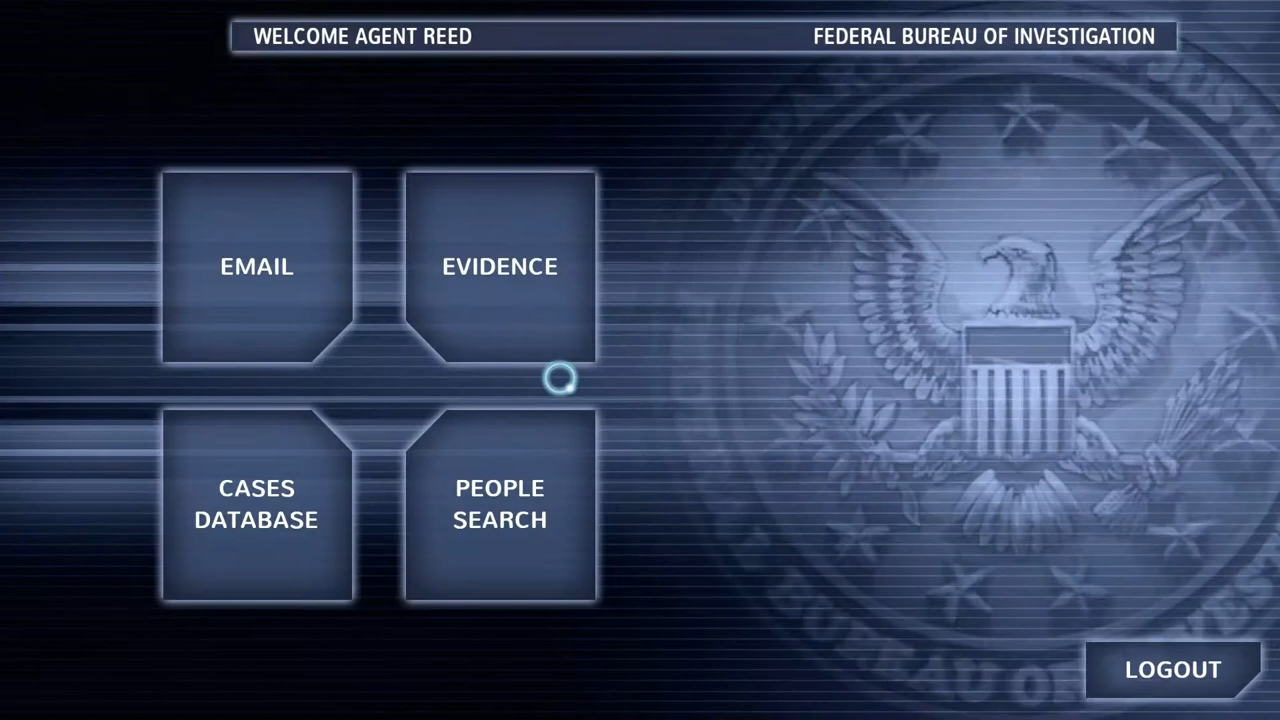 WELCOME AGENT REED
FEDERAL BUREAU OF INVESTIGATION
EMAIL
EVIDENCE
CASES
DATABASE
PEOPLE
SEARCH
LOGOUT